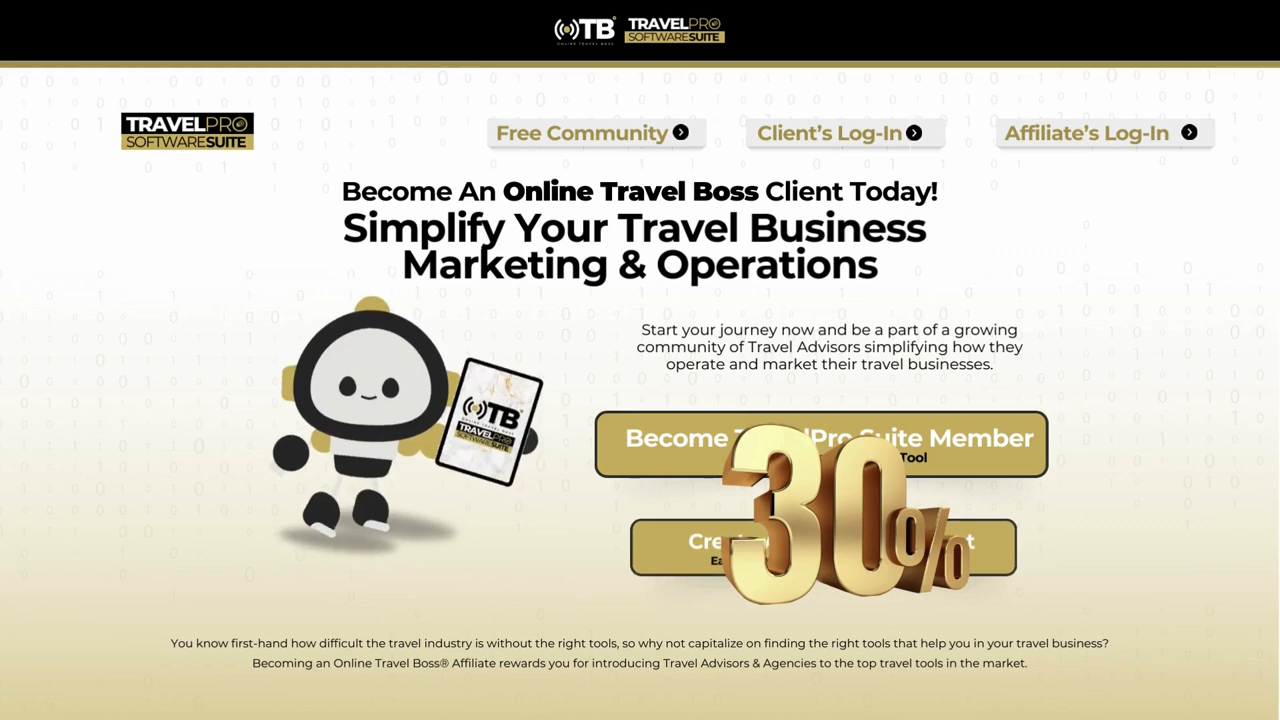 OTB
ONLINE TRAVEL BOSS
TRAVELPRO
SOFTWARESUITE
TRAVELPRO
SOFTWARESUITE
Free Community
Client's Log-In
Affiliate's Log-In
Become An Online Travel Boss Client Today!
Simplify Your Travel Business
Marketing & Operations
Start your journey now and be a part of a growing
community of Travel Advisors simplifying how they
operate and market their travel businesses.
OTB
TRAVELPRO
SOFTWARESUITE
Become Suite Member
Tool
30%
You know first-hand how difficult the travel industry is without the right tools, so why not capitalize on finding the right tools that help you in your travel business?
Becoming an Online Travel Boss® Affiliate rewards you for introducing Travel Advisors & Agencies to the top travel tools in the market.